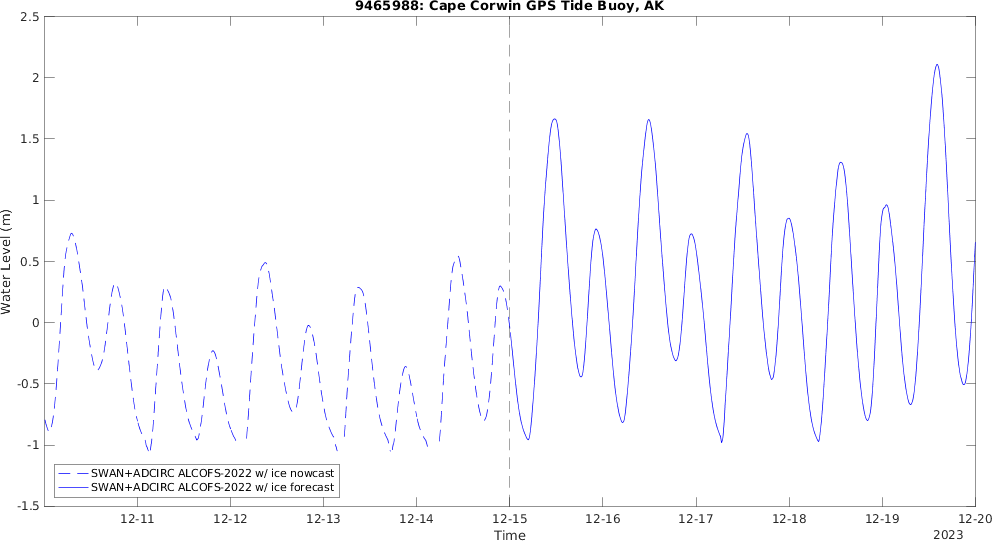 9465988: Cape Corwin GPS Tide Buoy, AK
2.5
2
1.5
1
0.5
0
-0.5
-1
-1.5
Water Level (m)
SWAN+ADCIRC ALCOFS-2022 w/ ice nowcast
SWAN+ADCIRC ALCOFS-2022 w/ ice forecast
12-11 12-12 12-13 12-14 12-15 12-16 12-17 12-18 12-19 12-20
Time
2023